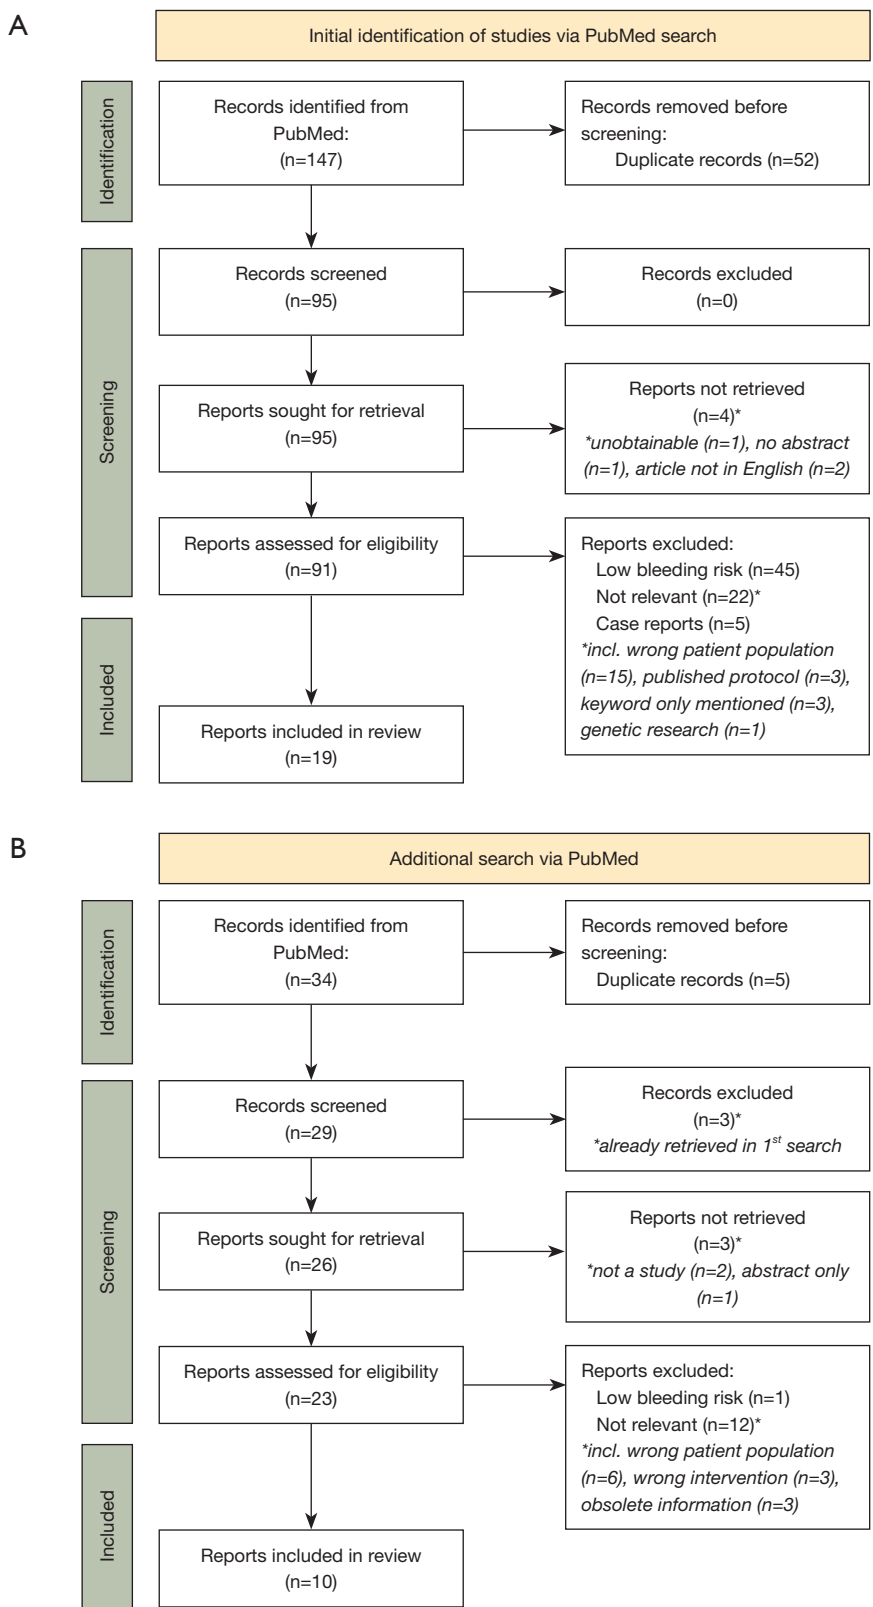 A
Initial identification of studies via PubMed search
Identification
Records identified from
PubMed:
(n=147)
Records removed before
screening:
Duplicate records (n=52)
Screening
Records screened
(n=95)
Records excluded
(n=0)
Reports sought for retrieval
(n=95)
Reports not retrieved
(n=4)*
*unobtainable (n=1), no abstract
(n=1), article not in English (n=2)
Reports assessed for eligibility
(n=91)
Reports excluded:
Low bleeding risk (n=45)
Not relevant (n=22)*
Case reports (n=5)
*incl. wrong patient population
(n=15), published protocol (n=3),
keyword only mentioned (n=3),
genetic research (n=1)
Included
Reports included in review
(n=19)
B
Additional search via PubMed
Identification
Records identified from
PubMed:
(n=34)
Records removed before
screening:
Duplicate records (n=5)
Screening
Records screened
(n=29)
Records excluded
(n=3)*
*already retrieved in 1st search
Reports sought for retrieval
(n=26)
Reports not retrieved
(n=3)*
*not a study (n=2), abstract only
(n=1)
Reports assessed for eligibility
(n=23)
Reports excluded:
Low bleeding risk (n=1)
Not relevant (n=12)*
*incl. wrong patient population
(n=6), wrong intervention (n=3),
obsolete information (n=3)
Included
Reports included in review
(n=10)